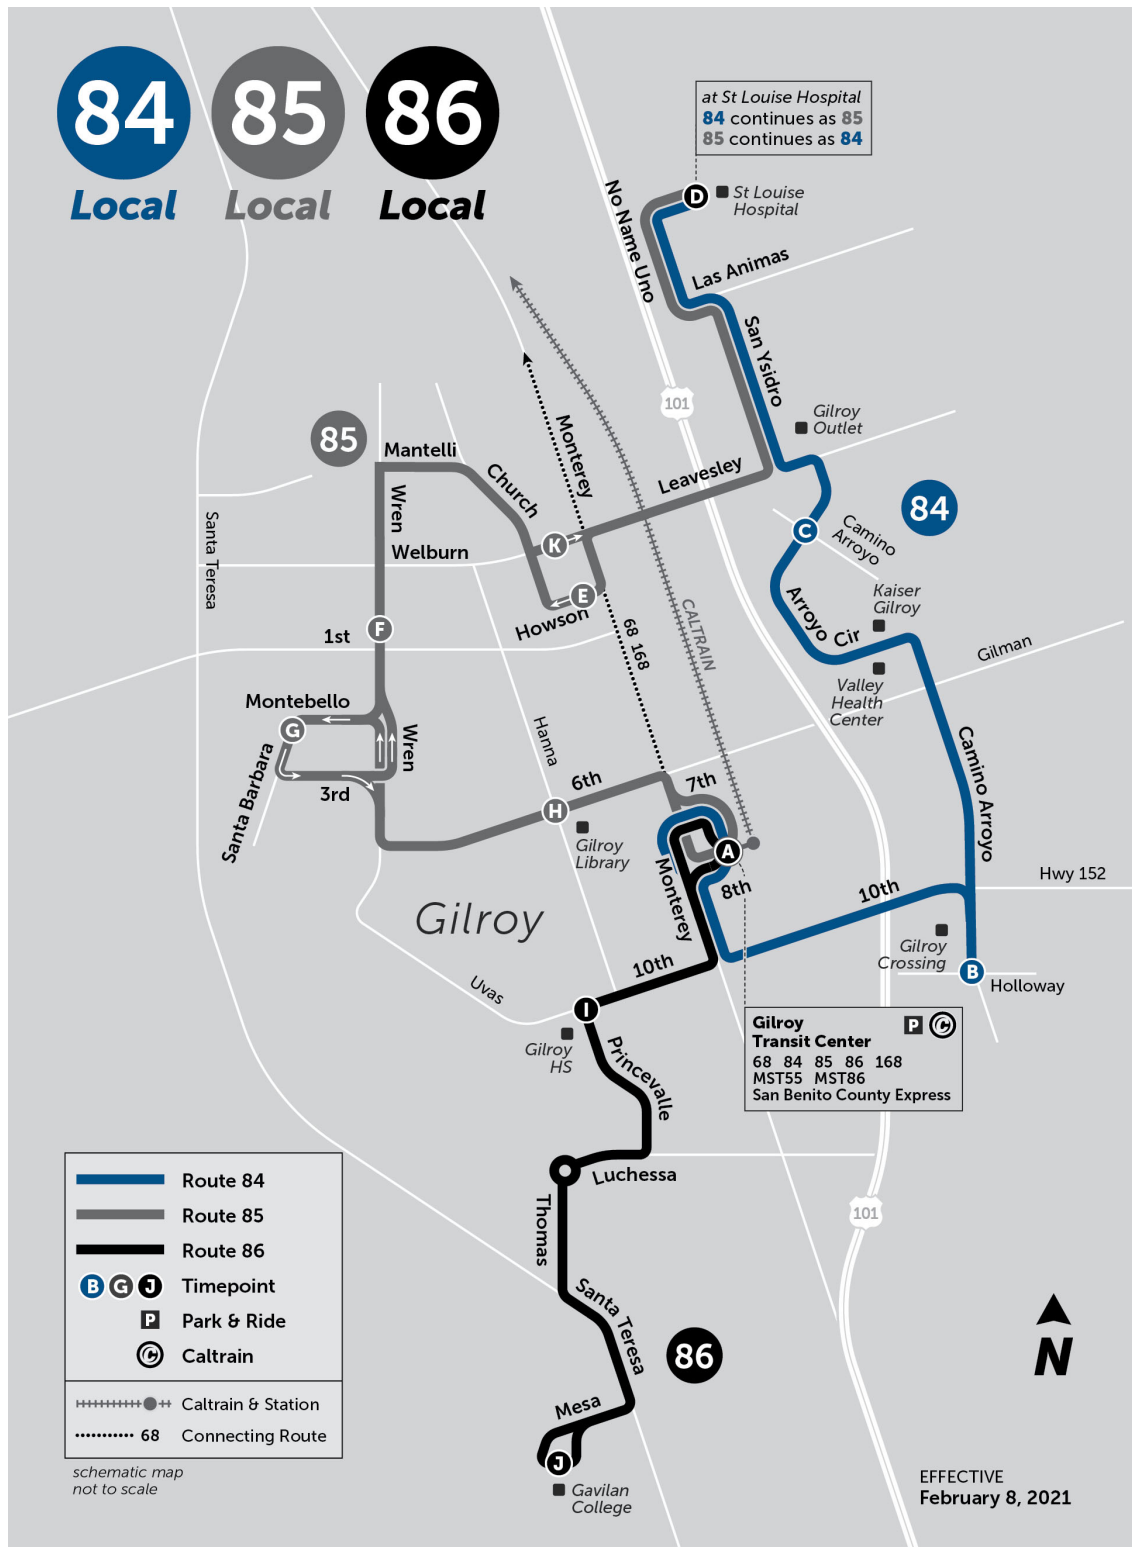 84
85
86
Local
Local
Local
at St Louise Hospital
84 continues as 85
85 continues as 84
D
St Louise
Hospital
No Name Uno
Las Animas
San Ysidro
101
Gilroy
Outlet
85
Mantelli
Church
Monterey
Leavesley
84
Wren
Santa Teresa
Welburn
K
C
Camino
Arroyo
E
Howson
Arroyo
Cir
Kaiser
Gilroy
1st
F
68 168
CALTRAIN
Gilman
Valley
Health
Center
Montebello
G
Wren
Santa Barbara
3rd
Hanna
6th
7th
Camino Arroyo
H
Gilroy
Library
A
Monterey
8th
10th
Hwy 152
Gilroy
Gilroy
Crossing
B
Holloway
10th
Uvas
I
Gilroy
HS
Princevalle
Gilroy
Transit Center
P
C
68 84 85 86 168
MST55 MST86
San Benito County Express
Luchessa
Thomas
101
Santa Teresa
86
Mesa
J
Gavilan
College
Route 84
Route 85
Route 86
B G J Timepoint
P Park & Ride
C Caltrain
Caltrain & Station
68 Connecting Route
schematic map
not to scale
N
EFFECTIVE
February 8, 2021